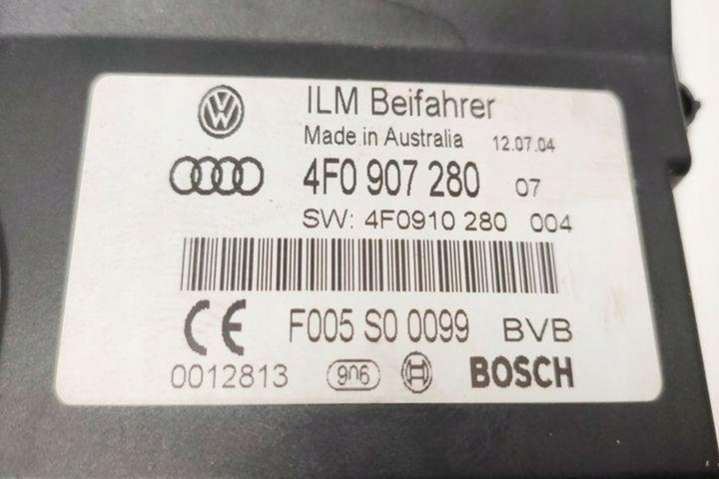 ILM Beifahrer
Made in Australia 12.07.04
4F0 907 280 07
SW: 4F0910 280 004
CE F005 S0 0099 BVB
0012813 906 BOSCH